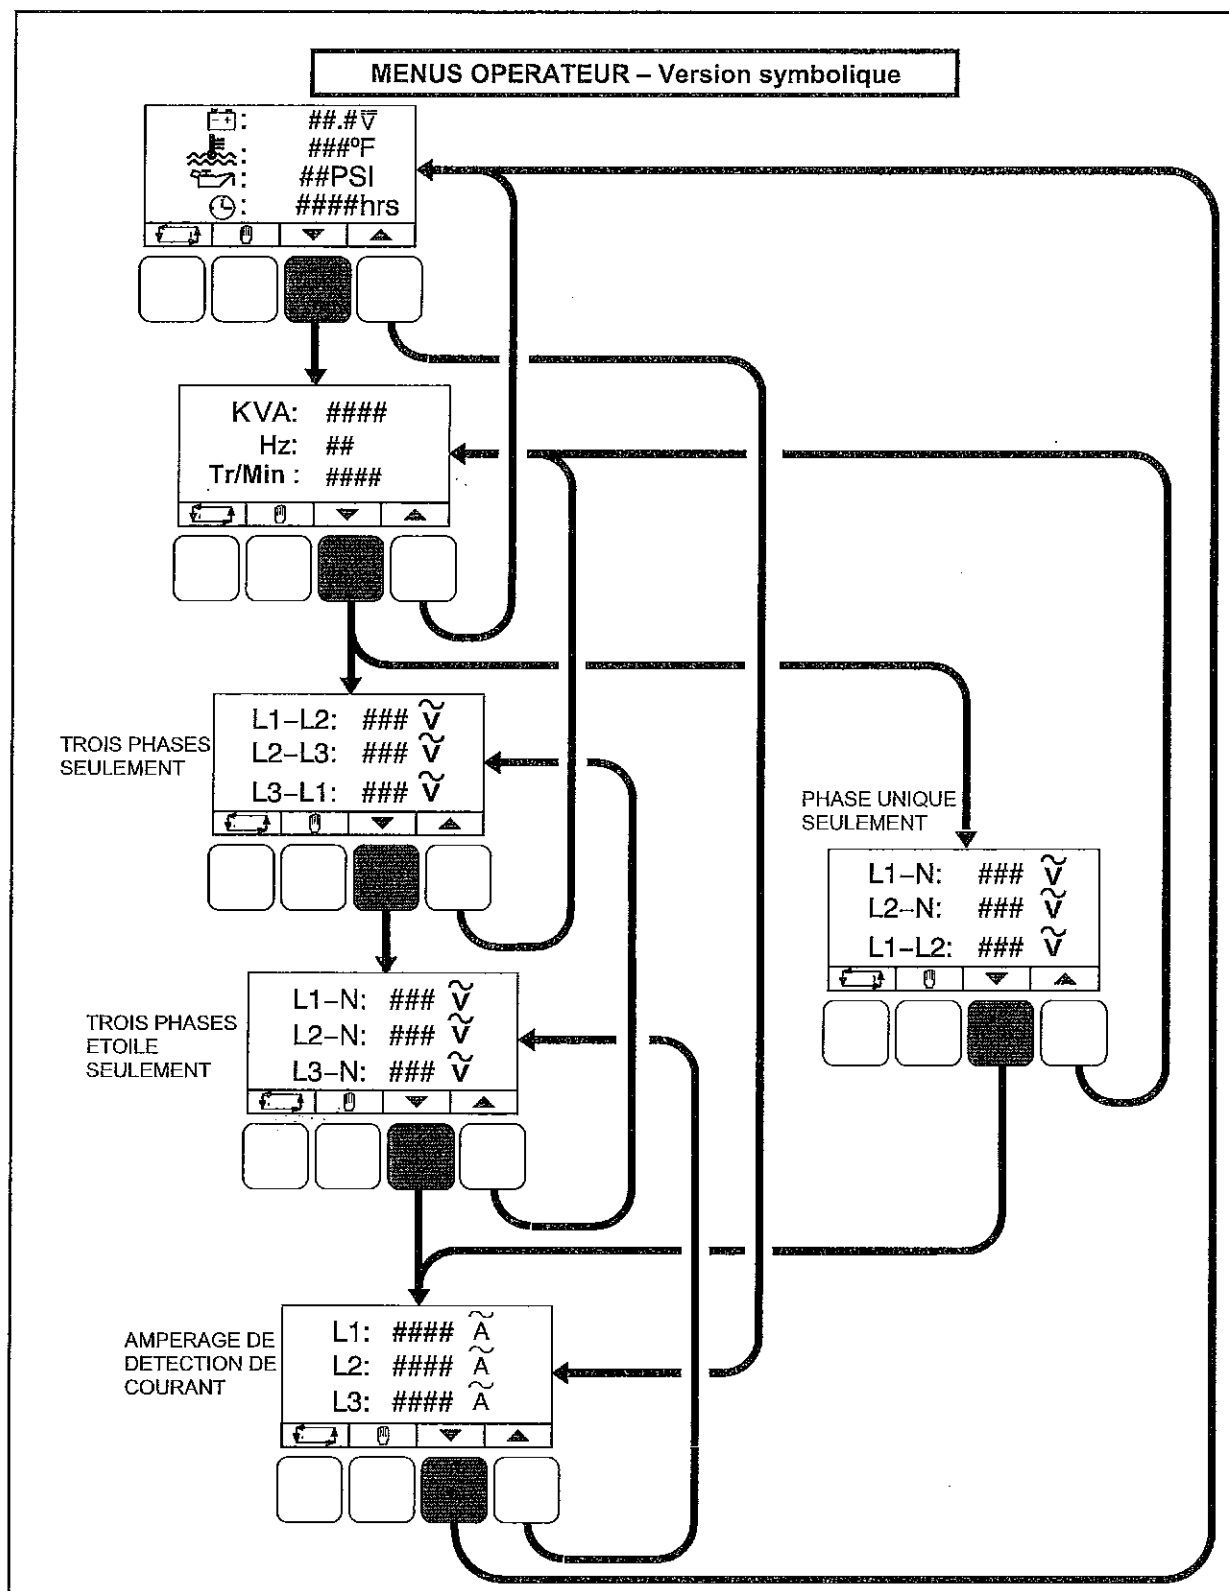 MENUS OPERATEUR – Version symbolique
: ##.# V
: ###ºF
: ##PSI
: ####hrs
KVA: ####
Hz: ##
Tr/Min : ####
TROIS PHASES
SEULEMENT
L1–L2: ### V
L2–L3: ### V
L3–L1: ### V
PHASE UNIQUE
SEULEMENT
L1–N: ### V
L2–N: ### V
L1–L2: ### V
TROIS PHASES
ETOILE
SEULEMENT
L1–N: ### V
L2–N: ### V
L3–N: ### V
AMPERAGE DE
DETECTION DE
COURANT
L1: #### A
L2: #### A
L3: #### A